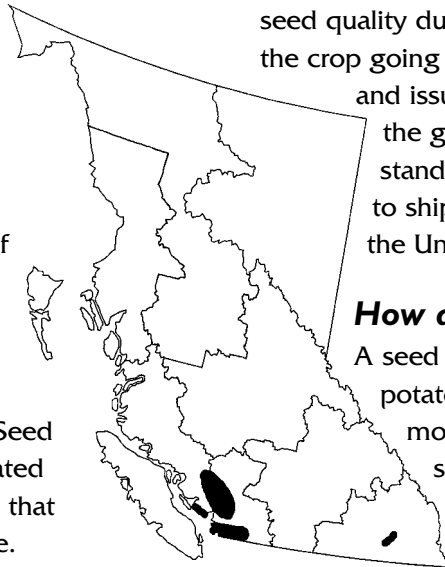 seed quality du
the crop going
and issu
the g
stand
to ship
the Un
How a
A seed
potat
mo
s
f
Seed
ated
that
e.